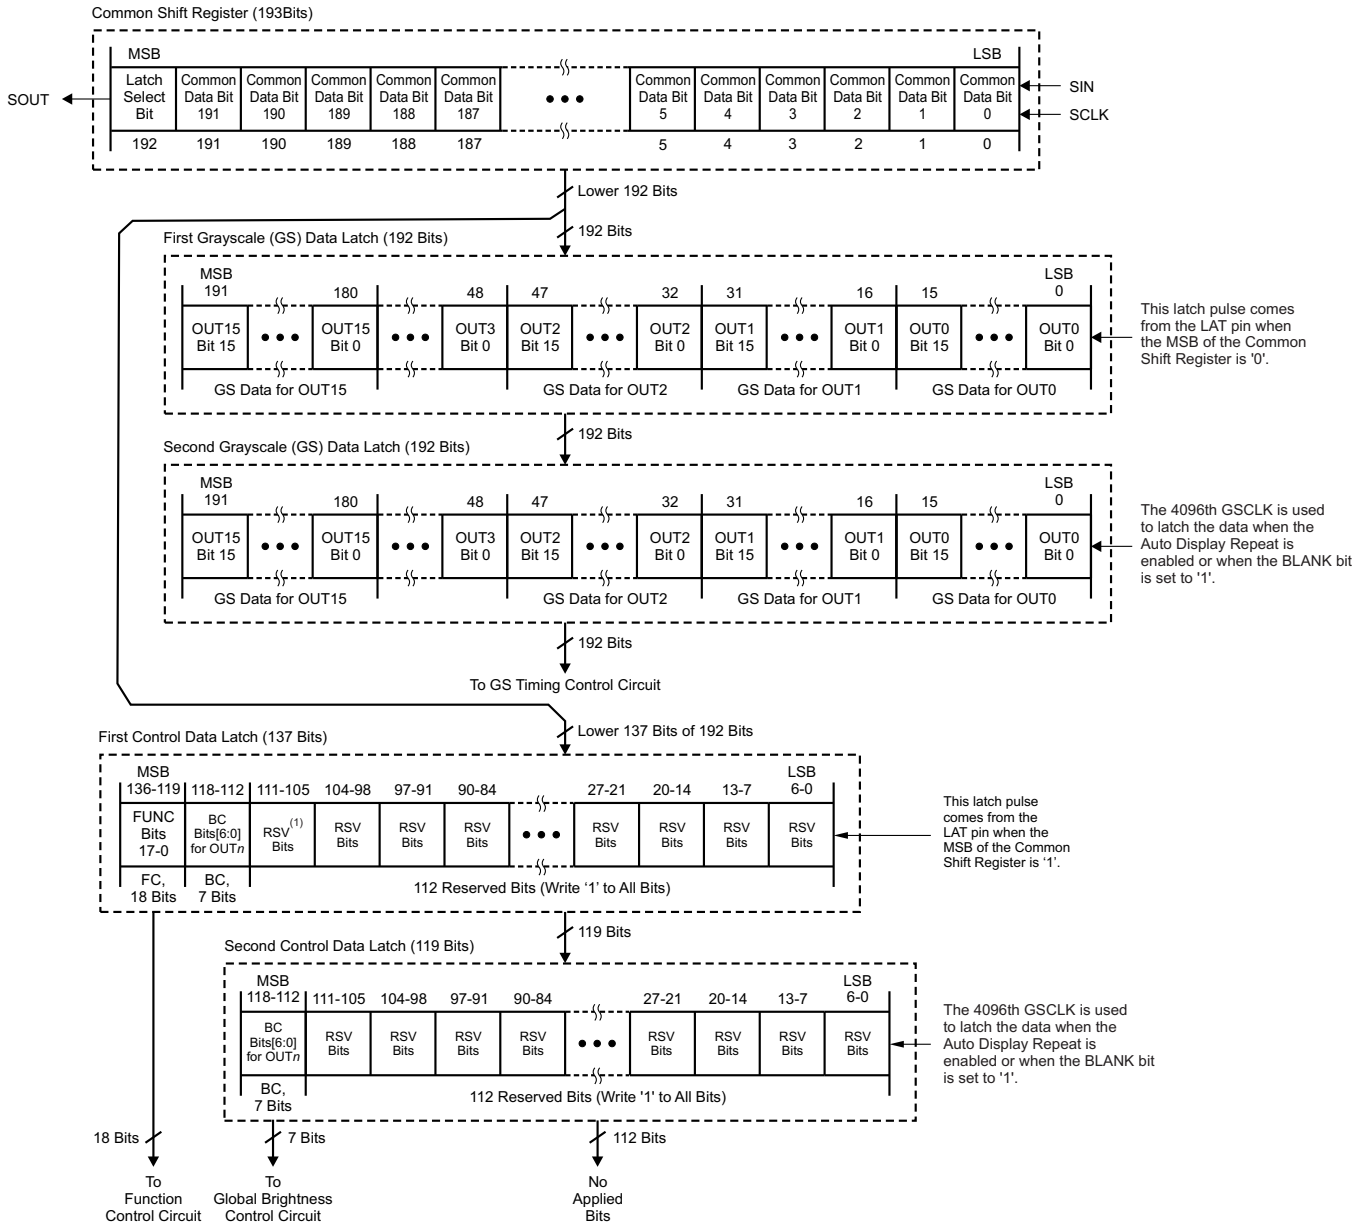 Common Shift Register (193Bits)
MSB
LSB
Latch Select Bit
Common Data Bit 191
Common Data Bit 190
Common Data Bit 189
Common Data Bit 188
Common Data Bit 187
Common Data Bit 5
Common Data Bit 4
Common Data Bit 3
Common Data Bit 2
Common Data Bit 1
Common Data Bit 0
SOUT
SIN
SCLK
192 191 190 189 188 187 5 4 3 2 1 0
Lower 192 Bits
192 Bits
First Grayscale (GS) Data Latch (192 Bits)
MSB
LSB
191 180 48 47 32 31 16 15 0
OUT15 Bit 15
OUT15 Bit 0
OUT3 Bit 0
OUT2 Bit 15
OUT2 Bit 0
OUT1 Bit 15
OUT1 Bit 0
OUT0 Bit 15
OUT0 Bit 0
GS Data for OUT15
GS Data for OUT2
GS Data for OUT1
GS Data for OUT0
This latch pulse comes
from the LAT pin when
the MSB of the Common
Shift Register is '0'.
192 Bits
Second Grayscale (GS) Data Latch (192 Bits)
MSB
LSB
191 180 48 47 32 31 16 15 0
OUT15 Bit 15
OUT15 Bit 0
OUT3 Bit 0
OUT2 Bit 15
OUT2 Bit 0
OUT1 Bit 15
OUT1 Bit 0
OUT0 Bit 15
OUT0 Bit 0
GS Data for OUT15
GS Data for OUT2
GS Data for OUT1
GS Data for OUT0
The 4096th GSCLK is used
to latch the data when the
Auto Display Repeat is
enabled or when the BLANK bit
is set to '1'.
192 Bits
To GS Timing Control Circuit
Lower 137 Bits of 192 Bits
First Control Data Latch (137 Bits)
MSB
LSB
136-119 118-112 111-105 104-98 97-91 90-84 27-21 20-14 13-7 6-0
FUNC Bits 17-0
BC Bits[6:0] for OUTn
RSV(1) Bits
RSV Bits
RSV Bits
RSV Bits
RSV Bits
RSV Bits
RSV Bits
RSV Bits
FC, 18 Bits
BC, 7 Bits
112 Reserved Bits (Write ‘1’ to All Bits)
This latch pulse
comes from the
LAT pin when the
MSB of the Common
Shift Register is ‘1’.
119 Bits
Second Control Data Latch (119 Bits)
MSB
LSB
118-112 111-105 104-98 97-91 90-84 27-21 20-14 13-7 6-0
BC Bits[6:0] for OUTn
RSV Bits
RSV Bits
RSV Bits
RSV Bits
RSV Bits
RSV Bits
RSV Bits
RSV Bits
BC, 7 Bits
112 Reserved Bits (Write '1' to All Bits)
The 4096th GSCLK is used
to latch the data when the
Auto Display Repeat is
enabled or when the BLANK bit
is set to '1'.
18 Bits
7 Bits
112 Bits
To Function Control Circuit
To Global Brightness Control Circuit
No Applied Bits